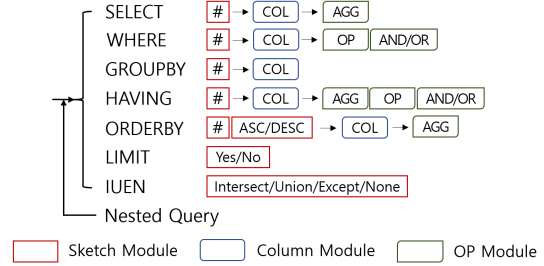 SELECT # COL AGG
WHERE # COL OP AND/OR
GROUPBY # COL
HAVING # COL AGG OP AND/OR
ORDERBY # ASC/DESC COL AGG
LIMIT Yes/No
IUEN Intersect/Union/Except/None
Nested Query
Sketch Module Column Module OP Module